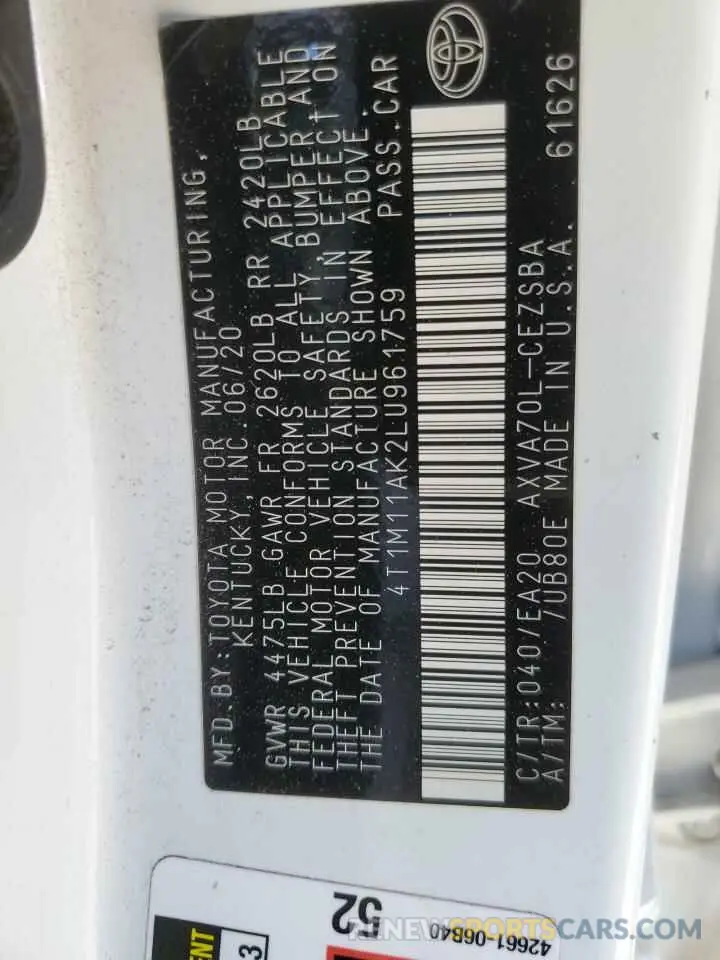 MFD. BY: TOYOTA MOTOR MANUFACTURING,
KENTUCKY, INC. 06/20
GVWR 4475LB GAWR FR 2620LB RR 2420LB
THIS VEHICLE CONFORMS TO ALL APPLICABLE
FEDERAL MOTOR VEHICLE SAFETY, BUMPER, AND
THEFT PREVENTION STANDARDS IN EFFECT ON
THE DATE OF MANUFACTURE SHOWN ABOVE.
4T1M11AK2LU961759 PASS.CAR
C/TR:040/EA20 AXVA70L-CEZSBA 61626
A/TM: /UB80E MADE IN U.S.A.
52
42661-06B40
3
RENEWSPORTSCARS.COM